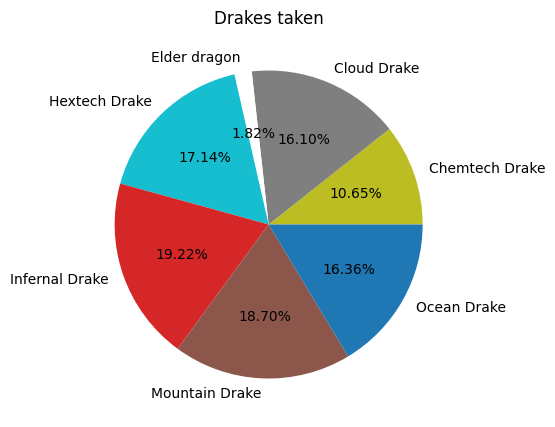 Drakes taken
Elder dragon
Cloud Drake
Hextech Drake
1.82%
16.10%
17.14%
Chemtech Drake
10.65%
19.22%
16.36%
Infernal Drake
Ocean Drake
18.70%
Mountain Drake